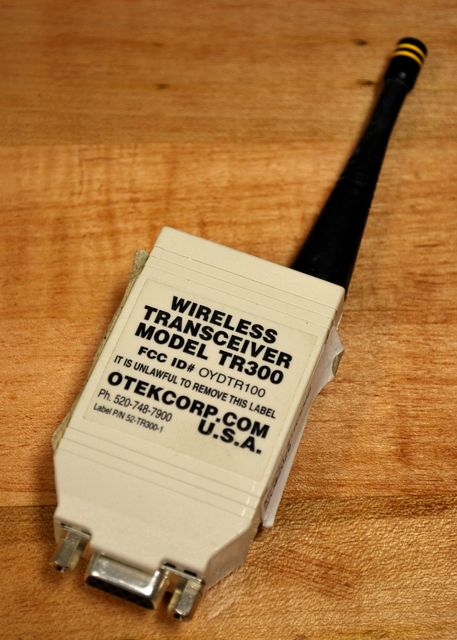 WIRELESS
TRANSCEIVER
MODEL TR300
FCC ID# OYDTR100
IT IS UNLAWFUL TO REMOVE THIS LABEL
OTEKCORP.COM
Ph. 520-748-7900 U.S.A.
Label P/N 52-TR300-1